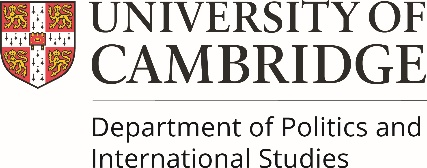 UNIVERSITY OF
CAMBRIDGE
Department of Politics and
International Studies